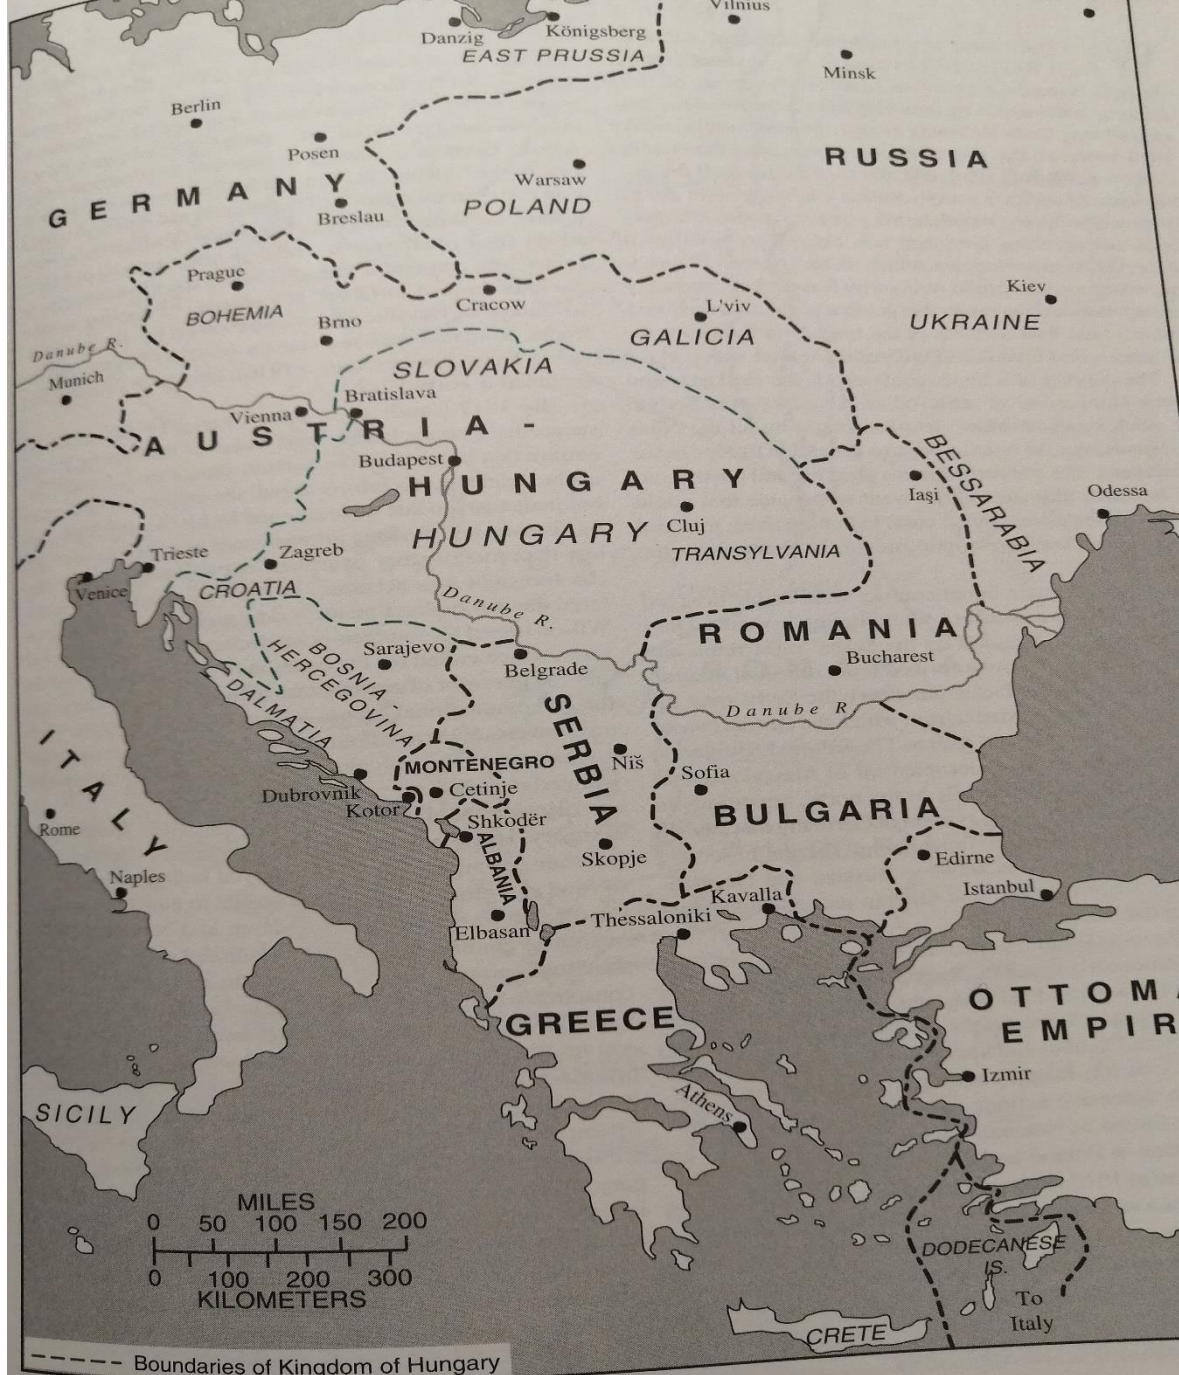 Vilnius
Danzig
Königsberg
EAST PRUSSIA
Minsk
Berlin
Posen
RUSSIA
Warsaw
GERMANY
POLAND
Breslau
Prague
Kiev
Cracow
L'viv
BOHEMIA
Brno
UKRAINE
GALICIA
Danube R.
SLOVAKIA
Munich
Bratislava
Vienna
AUSTRIA-
Budapest
HUNGARY
BESSARABIA
Iaşi
Odessa
HUNGARY
Cluj
TRANSYLVANIA
Trieste
Zagreb
Venice
CROATIA
Danube R.
ROMANIA
Sarajevo
BOSNIA-
HERCEGOVINA
Belgrade
Bucharest
DALMATIA
Danube R
SERBIA
ITALY
MONTENEGRO
Niš
Sofia
Dubrovnik
Cetinje
Kotor
BULGARIA
Shkodër
Rome
ALBANIA
Skopje
Edirne
Naples
Istanbul
Kavalla
Thessaloniki
Elbasan
OTTOMA
EMPIR
GREECE
Izmir
Athens
SICILY
MILES
0 50 100 150 200
0 100 200 300
KILOMETERS
DODECANESE
IS.
To
Italy
CRETE
Boundaries of Kingdom of Hungary